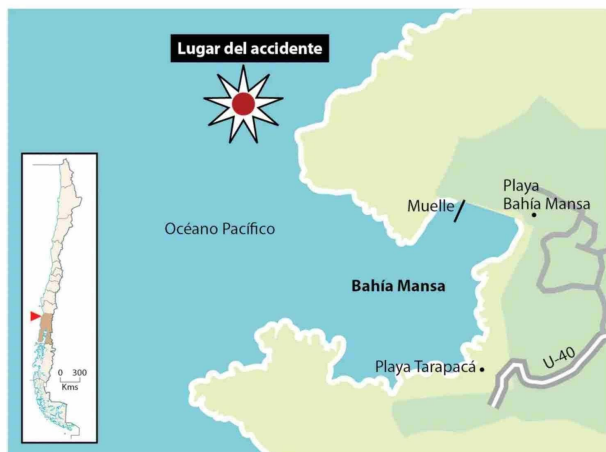 Lugar del accidente
Océano Pacífico
Muelle
Playa
Bahía Mansa
Bahía Mansa
Playa Tarapacá
U-40
0 300
Kms